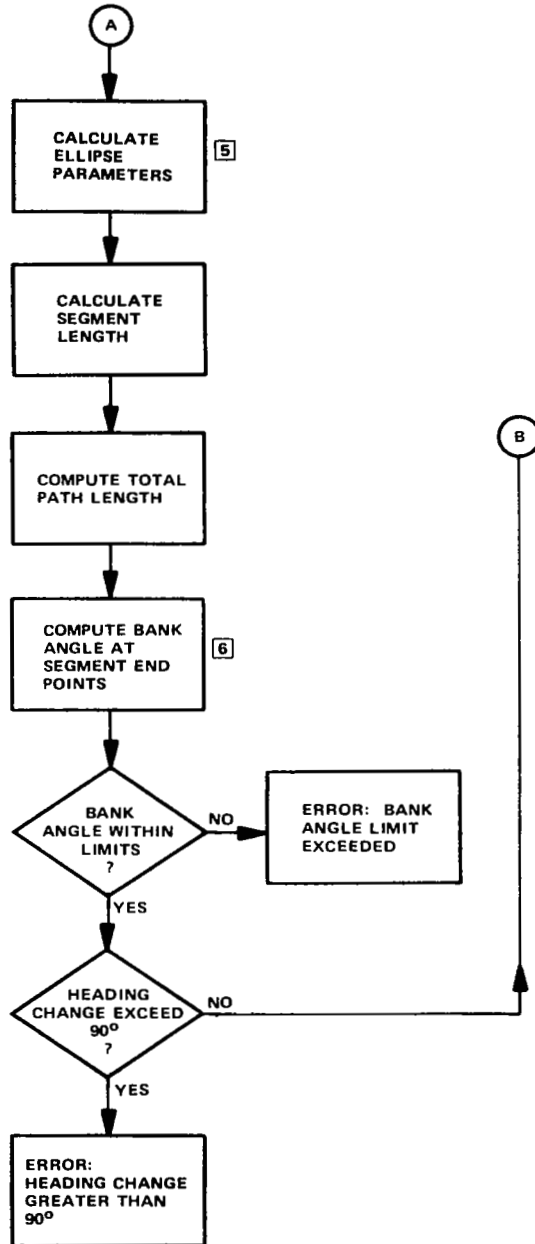 A
CALCULATE
ELLIPSE
PARAMETERS
5
CALCULATE
SEGMENT
LENGTH
B
COMPUTE TOTAL
PATH LENGTH
COMPUTE BANK
ANGLE AT
SEGMENT END
POINTS
6
BANK
ANGLE WITHIN
LIMITS
?
NO
ERROR: BANK
ANGLE LIMIT
EXCEEDED
YES
HEADING
CHANGE EXCEED
90°
?
NO
YES
ERROR:
HEADING CHANGE
GREATER THAN
90°